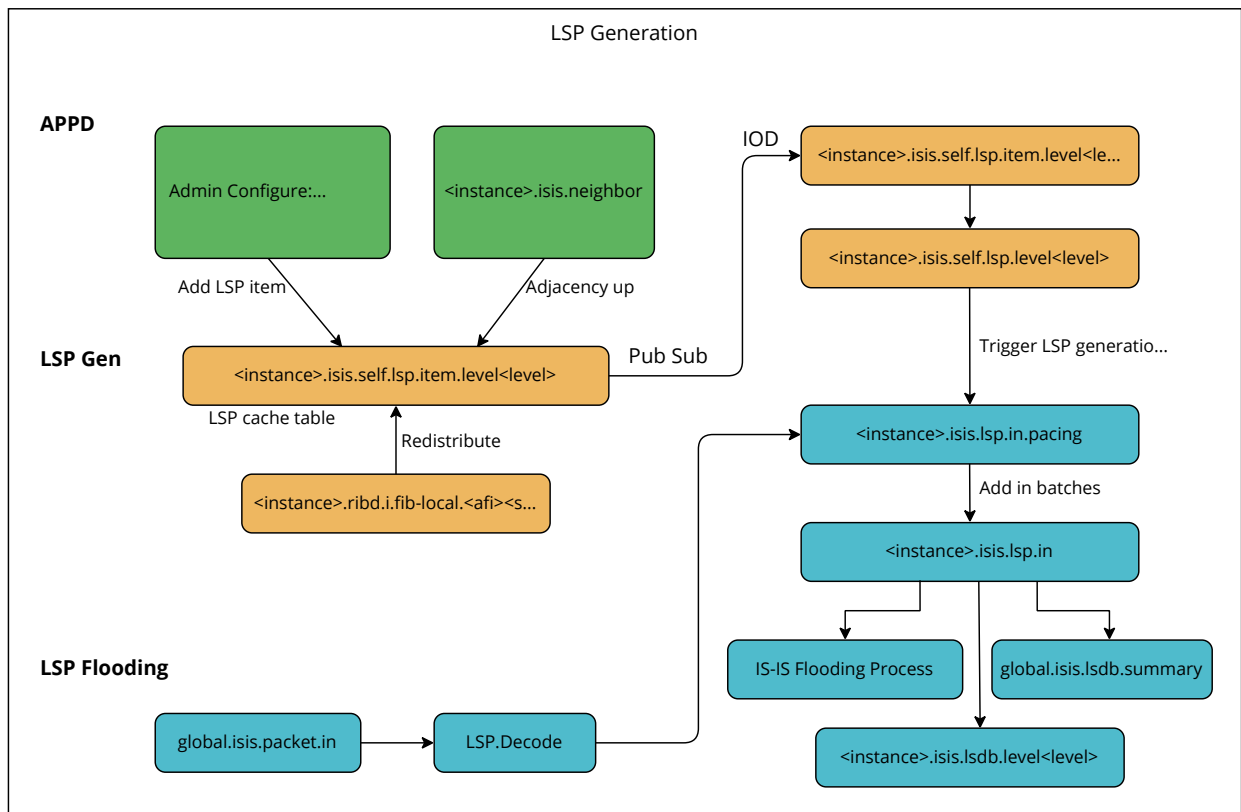 LSP Generation
APPD
Admin Configure:...
<instance>.isis.neighbor
IOD
<instance>.isis.self.lsp.item.level<le...
<instance>.isis.self.lsp.level<level>
Add LSP item
Adjacency up
LSP Gen
<instance>.isis.self.lsp.item.level<level>
Pub Sub
Trigger LSP generatio...
LSP cache table
Redistribute
<instance>.isis.lsp.in.pacing
<instance>.ribd.i.fib-local.<afi><s...
Add in batches
<instance>.isis.lsp.in
LSP Flooding
IS-IS Flooding Process
global.isis.lsdb.summary
global.isis.packet.in
LSP.Decode
<instance>.isis.lsdb.level<level>